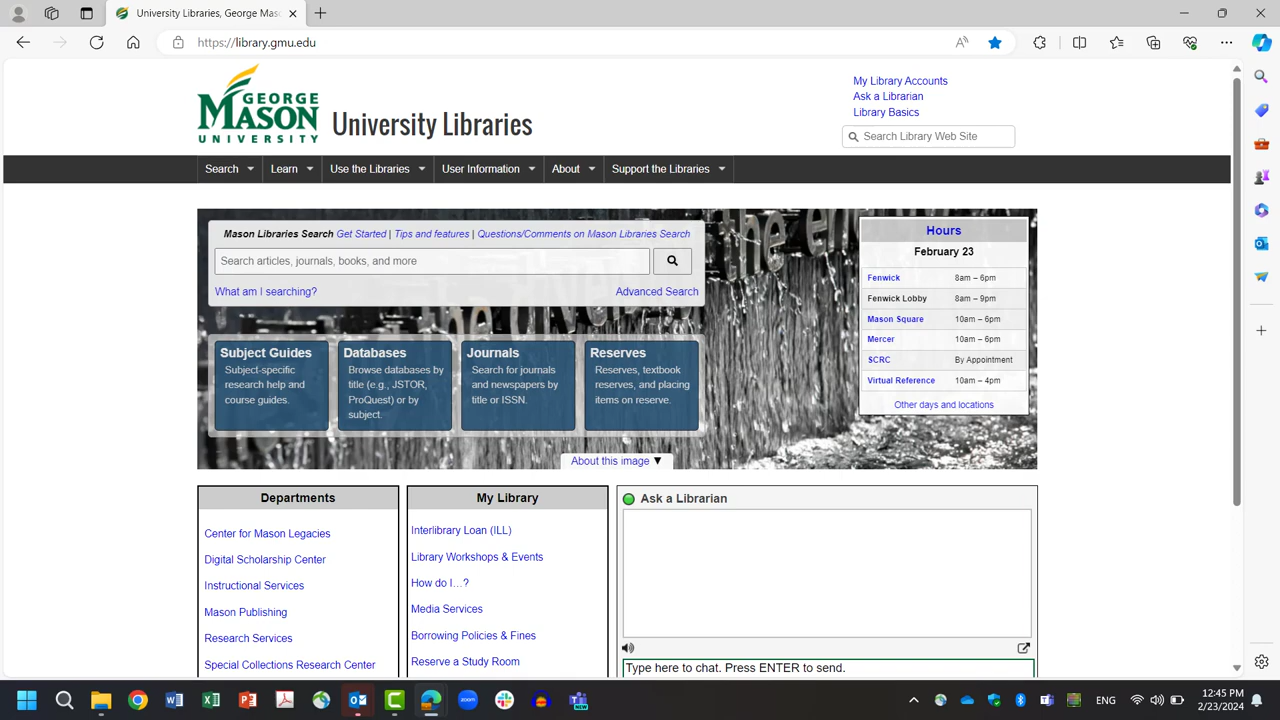 University Libraries, George Mas
https://library.gmu.edu
GEORGE
MASON
UNIVERSITY
University Libraries
My Library Accounts
Ask a Librarian
Library Basics
Search Library Web Site
Search Learn Use the Libraries User Information About Support the Libraries
Mason Libraries Search Get Started | Tips and features | Questions/Comments on Mason Libraries Search
Search articles, journals, books, and more
What am I searching? Advanced Search
Subject Guides
Subject-specific
research help and
course guides.
Databases
Browse databases by
title (e.g., JSTOR,
ProQuest) or by
subject.
Journals
Search for journals
and newspapers by
title or ISSN.
Reserves
Reserves, textbook
reserves, and placing
items on reserve.
Hours
February 23
Fenwick 8am – 6pm
Fenwick Lobby 8am – 9pm
Mason Square 10am – 6pm
Mercer 10am – 6pm
SCRC By Appointment
Virtual Reference 10am – 4pm
Other days and locations
the en
About this image ▼
Departments
Center for Mason Legacies
Digital Scholarship Center
Instructional Services
Mason Publishing
Research Services
Special Collections Research Center
My Library
Interlibrary Loan (ILL)
Library Workshops & Events
How do I…?
Media Services
Borrowing Policies & Fines
Reserve a Study Room
Ask a Librarian
Type here to chat. Press ENTER to send.
zoom
NEW
ENG
12:45 PM
2/23/2024